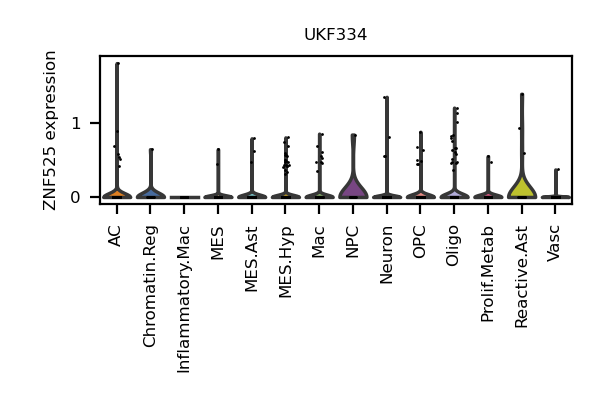 UKF334
ZNF525 expression
1
0
AC
Chromatin.Reg
Inflammatory.Mac
MES
MES.Ast
MES.Hyp
Mac
NPC
Neuron
OPC
Oligo
Prolif.Metab
Reactive.Ast
Vasc